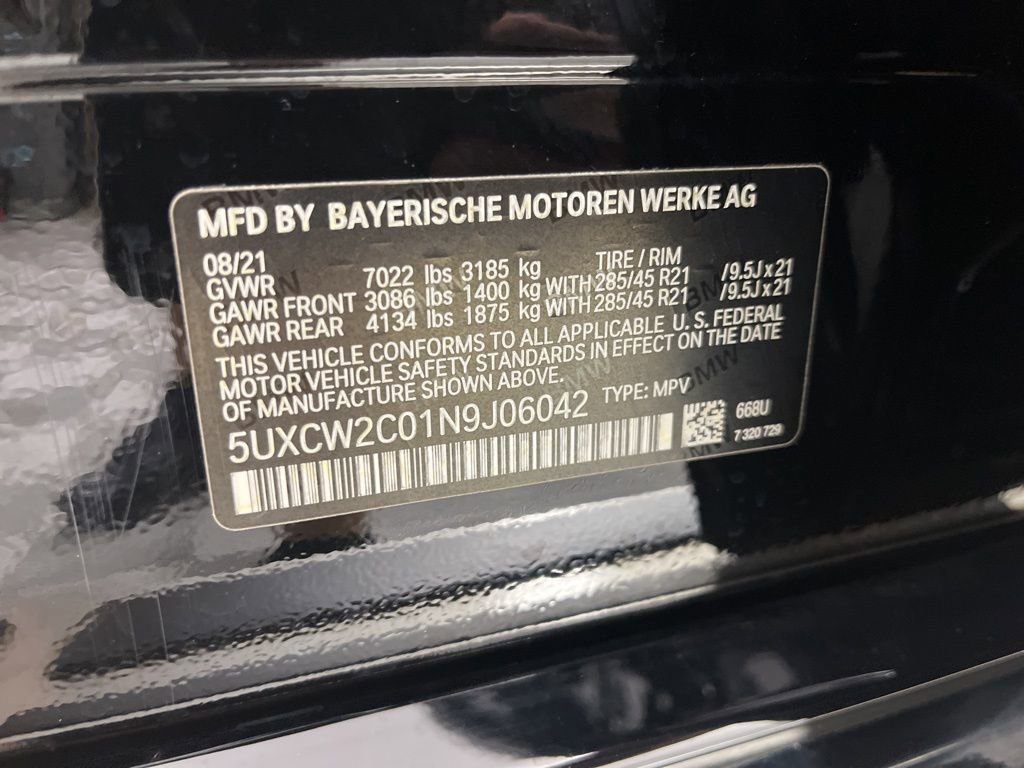 MFD BY BAYERISCHE MOTOREN WERKE AG
08/21 TIRE / RIM
GVWR 7022 lbs 3185 kg
GAWR FRONT 3086 lbs 1400 kg WITH 285/45 R21 /9.5J x 21
GAWR REAR 4134 lbs 1875 kg WITH 285/45 R21 /9.5J x 21
THIS VEHICLE CONFORMS TO ALL APPLICABLE U. S. FEDERAL
MOTOR VEHICLE SAFETY STANDARDS IN EFFECT ON THE DATE
OF MANUFACTURE SHOWN ABOVE.
5UXCW2C01N9J06042 TYPE: MPV
668U
7 320 729